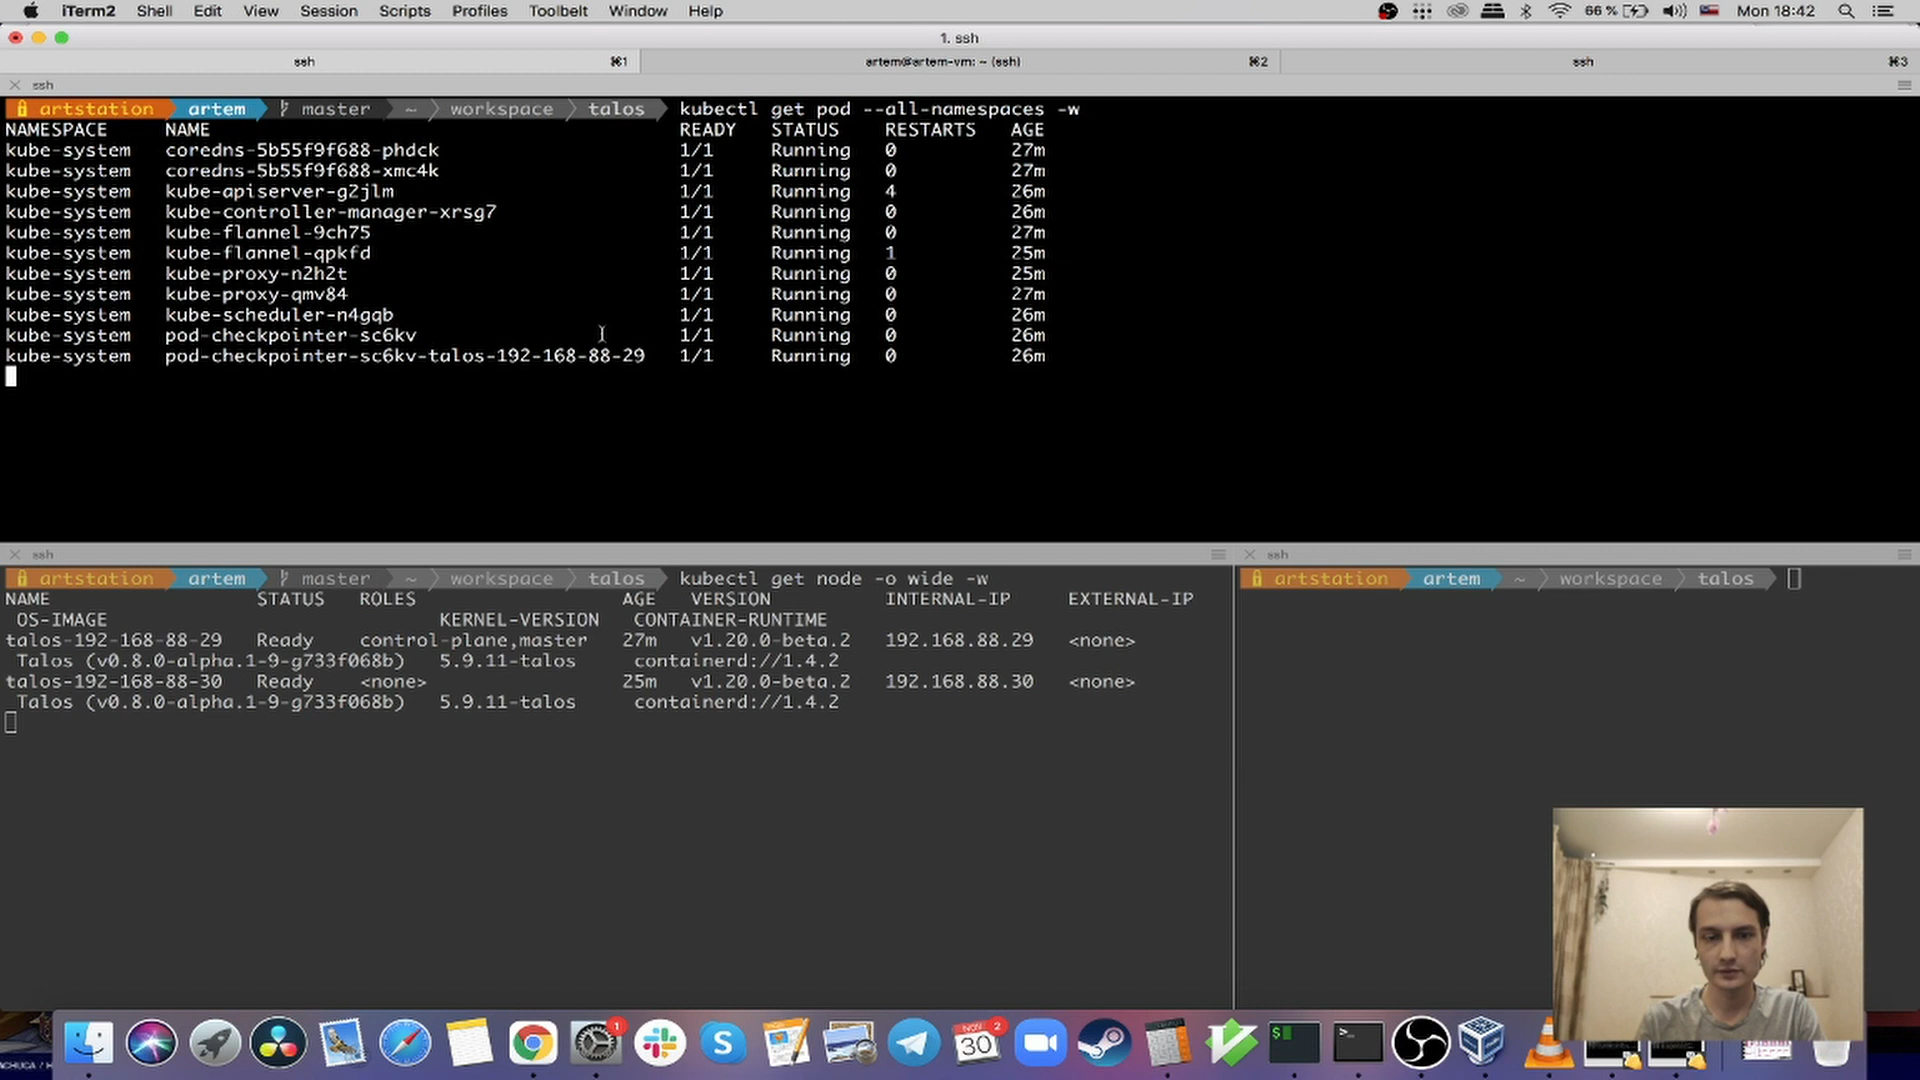 iTerm2 Shell Edit View Session Scripts Profiles Toolbelt Window Help 66 % Mon 18:42
1. ssh
ssh ⌘1 artem@artem-vm: ~ (ssh) ⌘2 ssh ⌘3
ssh
artstation artem master ~ workspace talos kubectl get pod --all-namespaces -w
NAMESPACE NAME READY STATUS RESTARTS AGE
kube-system coredns-5b55f9f688-phdck 1/1 Running 0 27m
kube-system coredns-5b55f9f688-xmc4k 1/1 Running 0 27m
kube-system kube-apiserver-g2jlm 1/1 Running 4 26m
kube-system kube-controller-manager-xrsg7 1/1 Running 0 26m
kube-system kube-flannel-9ch75 1/1 Running 0 27m
kube-system kube-flannel-qpkfd 1/1 Running 1 25m
kube-system kube-proxy-n2h2t 1/1 Running 0 25m
kube-system kube-proxy-qmv84 1/1 Running 0 27m
kube-system kube-scheduler-n4gqb 1/1 Running 0 26m
kube-system pod-checkpointer-sc6kv 1/1 Running 0 26m
kube-system pod-checkpointer-sc6kv-talos-192-168-88-29 1/1 Running 0 26m
ssh
artstation artem master ~ workspace talos kubectl get node -o wide -w
NAME STATUS ROLES AGE VERSION INTERNAL-IP EXTERNAL-IP
OS-IMAGE KERNEL-VERSION CONTAINER-RUNTIME
talos-192-168-88-29 Ready control-plane,master 27m v1.20.0-beta.2 192.168.88.29 <none>
Talos (v0.8.0-alpha.1-9-g733f068b) 5.9.11-talos containerd://1.4.2
talos-192-168-88-30 Ready <none> 25m v1.20.0-beta.2 192.168.88.30 <none>
Talos (v0.8.0-alpha.1-9-g733f068b) 5.9.11-talos containerd://1.4.2
ssh
artstation artem ~ workspace talos
1
NOV 2
30